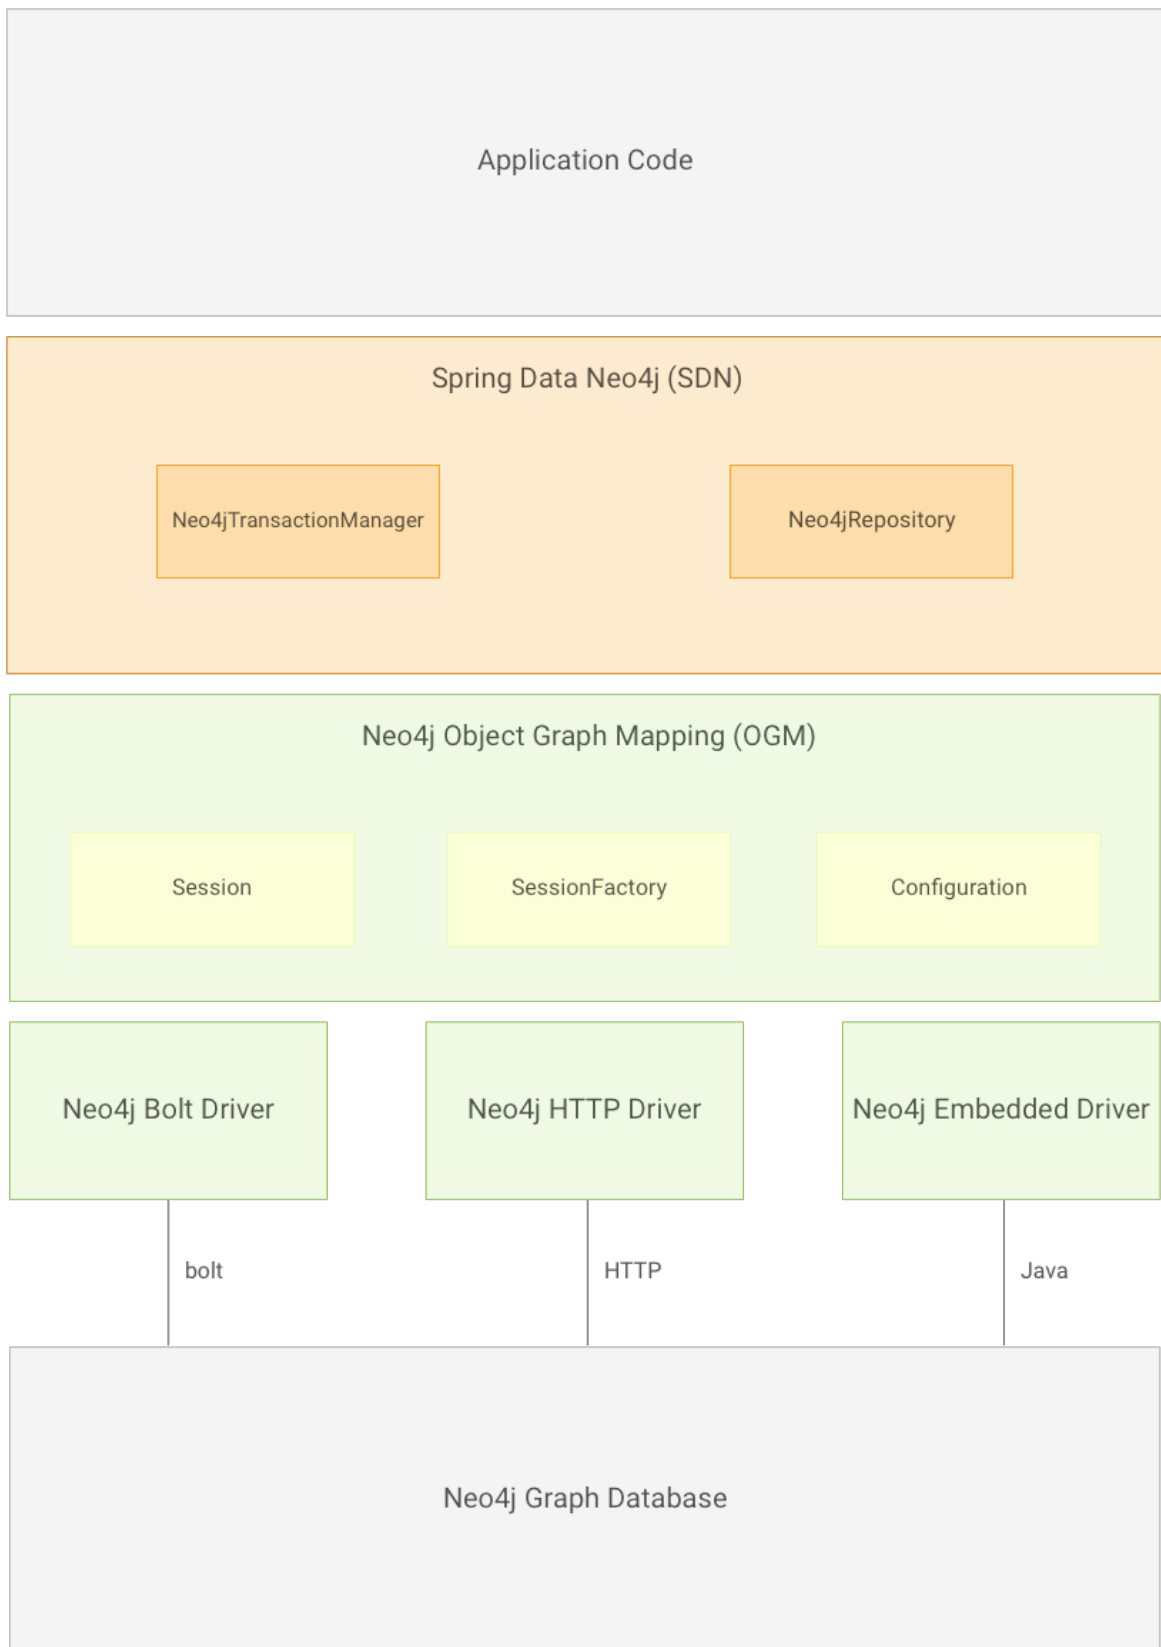 Application Code
Spring Data Neo4j (SDN)
Neo4jTransactionManager
Neo4jRepository
Neo4j Object Graph Mapping (OGM)
Session
SessionFactory
Configuration
Neo4j Bolt Driver
Neo4j HTTP Driver
Neo4j Embedded Driver
bolt
HTTP
Java
Neo4j Graph Database